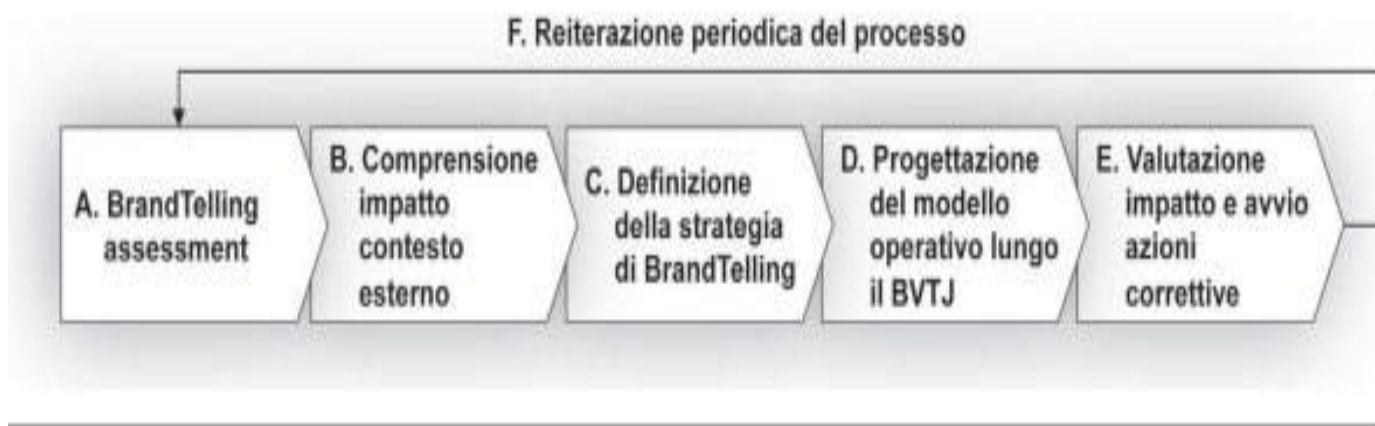 F. Reiterazione periodica del processo
A. BrandTelling
assessment
B. Comprensione
impatto
contesto
esterno
C. Definizione
della strategia
di BrandTelling
D. Progettazione
del modello
operativo lungo
il BVTJ
E. Valutazione
impatto e avvio
azioni
correttive